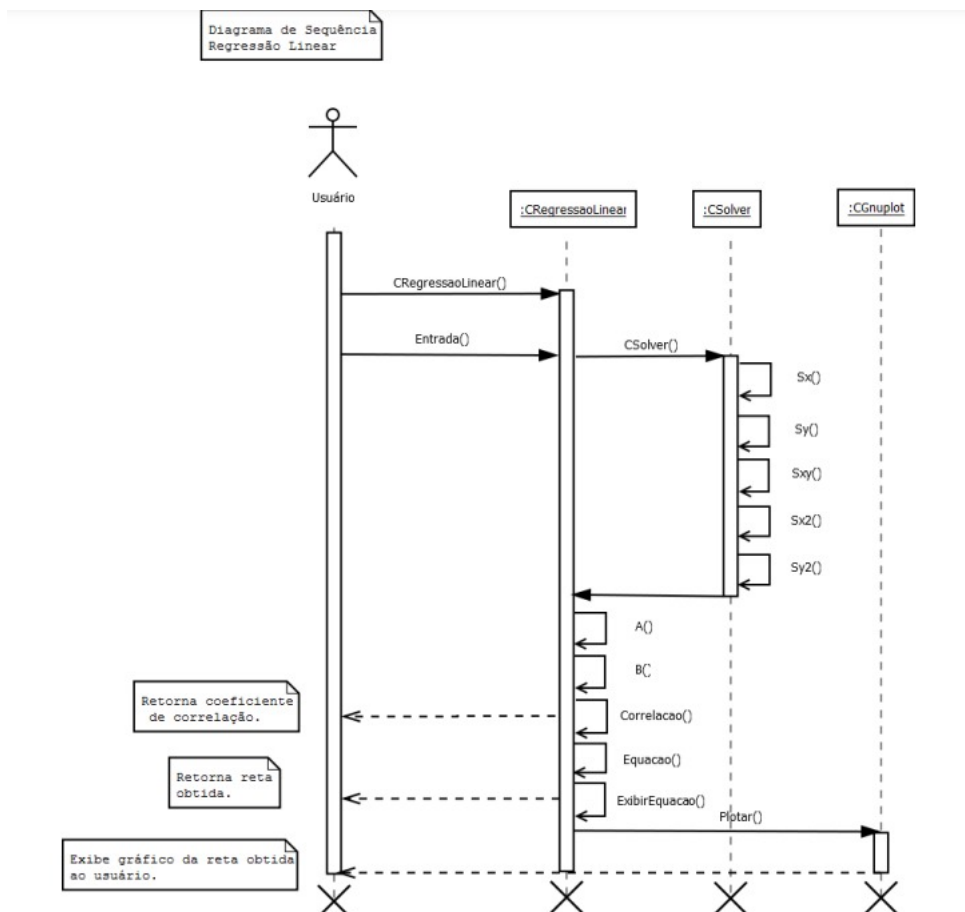 Diagrama de Sequência
Regressão Linear
Usuário
:CRegressaoLinear
:CSolver
:CGnuplot
CRegressaoLinear()
Entrada()
CSolver()
Sx()
Sy()
Sxy()
Sx2()
Sy2()
A()
B()
Retorna coeficiente
de correlação.
Correlacao()
Equacao()
Retorna reta
obtida.
ExibirEquacao()
Plotar()
Exibe gráfico da reta obtida
ao usuário.